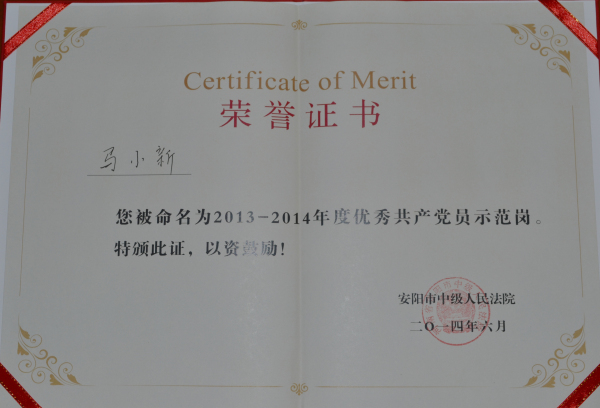 Certificate of Merit
荣誉证书
马小新
您被命名为2013-2014年度优秀共产党员示范岗。
特颁此证，以资鼓励！
安阳市中级人民法院
二〇一四年六月